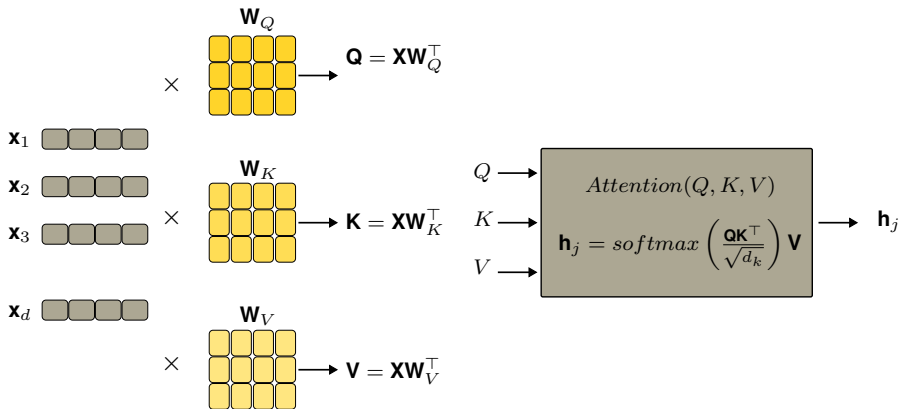 W_Q
× Q = XW_Q^⊤
x_1
x_2
x_3
x_d
W_K
× K = XW_K^⊤
W_V
× V = XW_V^⊤
Q
K
V
Attention(Q, K, V)
h_j = softmax(QK^⊤/√d_k) V
h_j